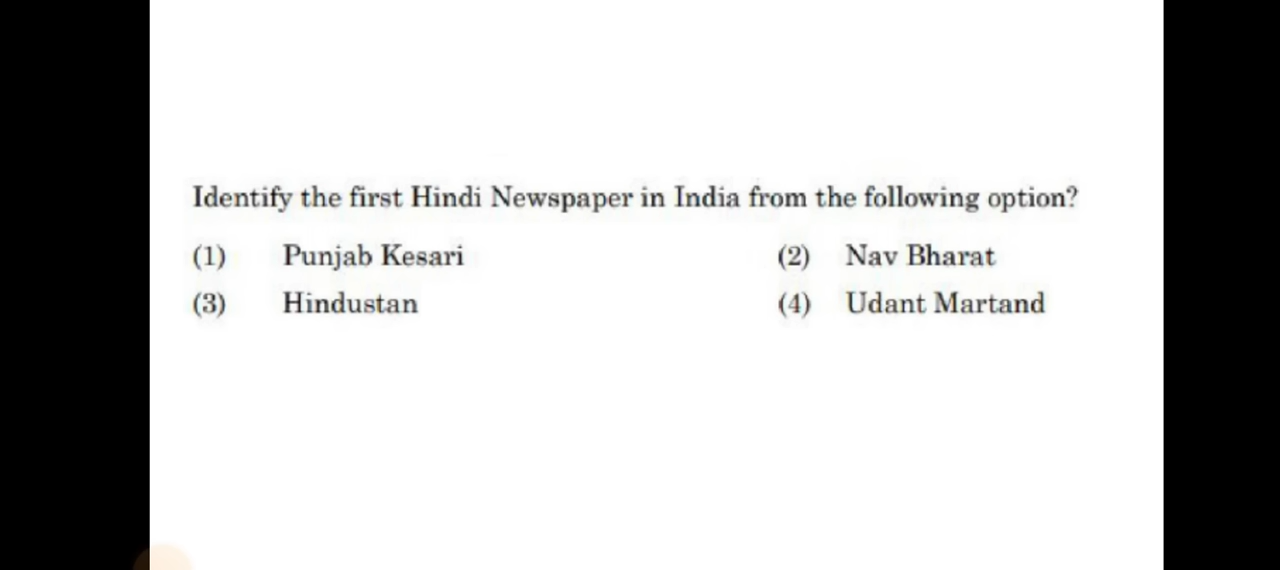 Identify the first Hindi Newspaper in India from the following option?
(1) Punjab Kesari (2) Nav Bharat
(3) Hindustan (4) Udant Martand